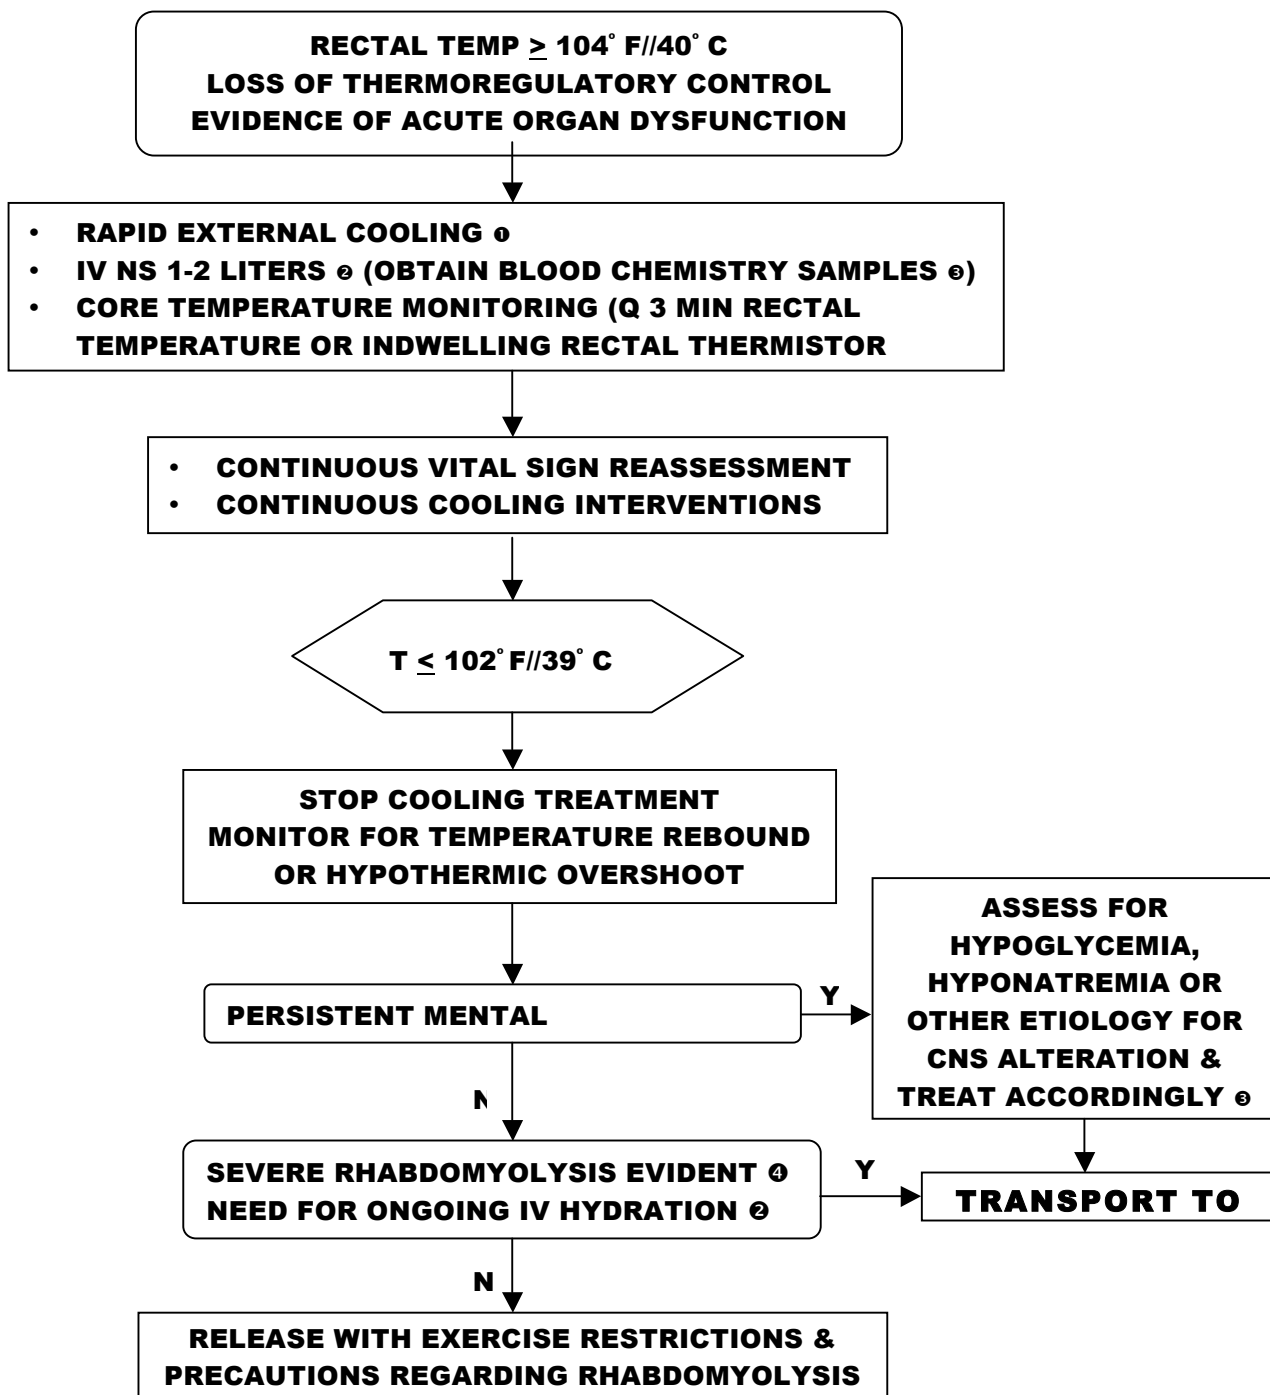 RECTAL TEMP ≥ 104° F//40° C
LOSS OF THERMOREGULATORY CONTROL
EVIDENCE OF ACUTE ORGAN DYSFUNCTION
• RAPID EXTERNAL COOLING ❶
• IV NS 1-2 LITERS ❷ (OBTAIN BLOOD CHEMISTRY SAMPLES ❸)
• CORE TEMPERATURE MONITORING (Q 3 MIN RECTAL
TEMPERATURE OR INDWELLING RECTAL THERMISTOR
• CONTINUOUS VITAL SIGN REASSESSMENT
• CONTINUOUS COOLING INTERVENTIONS
T ≤ 102° F//39° C
STOP COOLING TREATMENT
MONITOR FOR TEMPERATURE REBOUND
OR HYPOTHERMIC OVERSHOOT
PERSISTENT MENTAL
Y
ASSESS FOR
HYPOGLYCEMIA,
HYPONATREMIA OR
OTHER ETIOLOGY FOR
CNS ALTERATION &
TREAT ACCORDINGLY ❸
N
SEVERE RHABDOMYOLYSIS EVIDENT ❹
NEED FOR ONGOING IV HYDRATION ❷
Y
TRANSPORT TO
N
RELEASE WITH EXERCISE RESTRICTIONS &
PRECAUTIONS REGARDING RHABDOMYOLYSIS